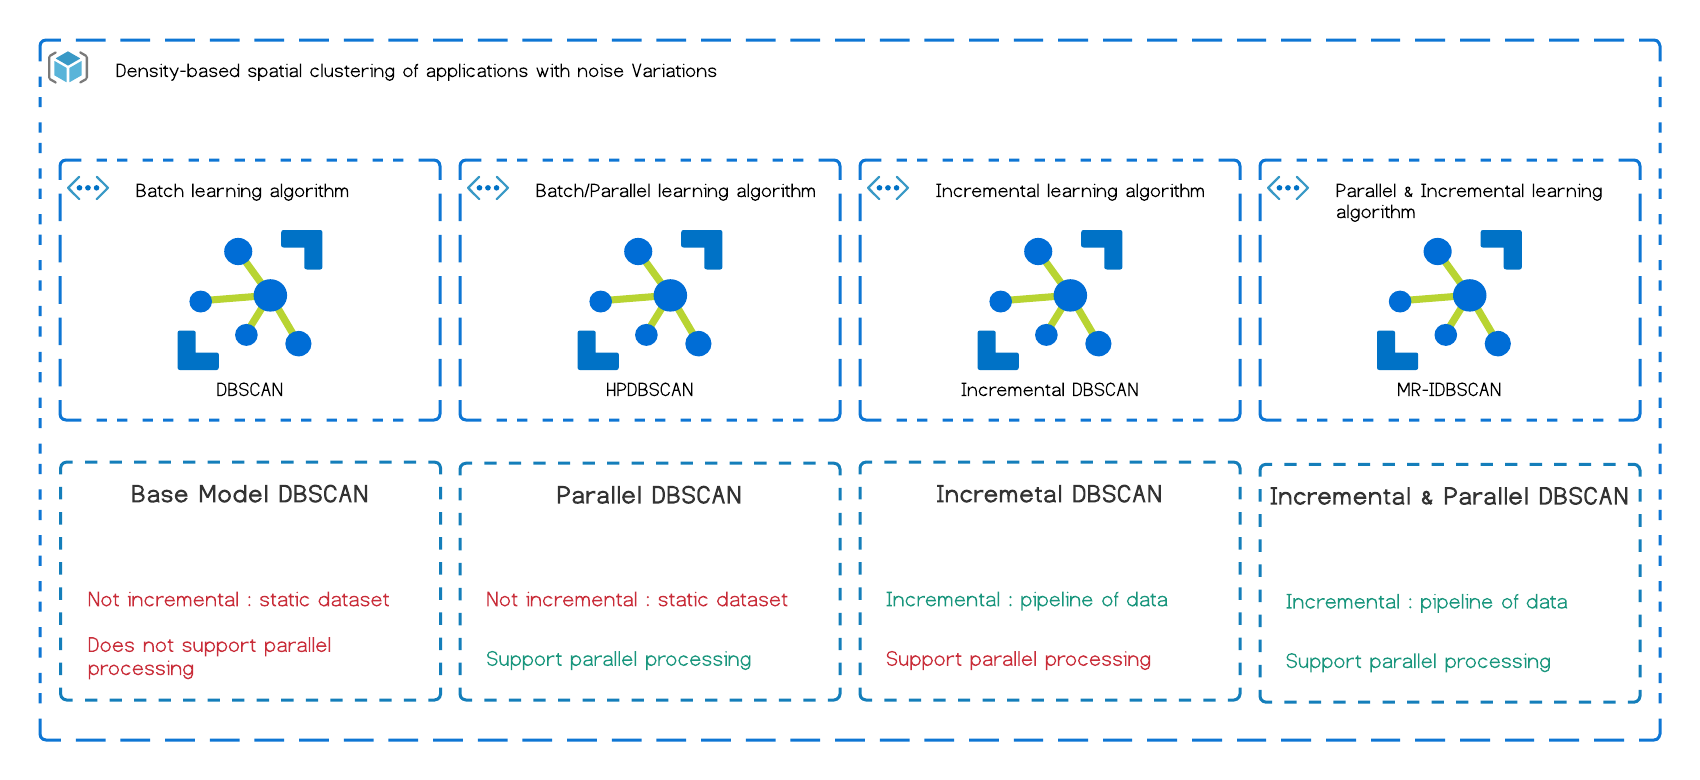 Density-based spatial clustering of applications with noise Variations
Batch learning algorithm
DBSCAN
Batch/Parallel learning algorithm
HPDBSCAN
Incremental learning algorithm
Incremental DBSCAN
Parallel & Incremental learning
algorithm
MR-IDBSCAN
Base Model DBSCAN
Not incremental : static dataset
Does not support parallel
processing
Parallel DBSCAN
Not incremental : static dataset
Support parallel processing
Incremetal DBSCAN
Incremental : pipeline of data
Support parallel processing
Incremental & Parallel DBSCAN
Incremental : pipeline of data
Support parallel processing